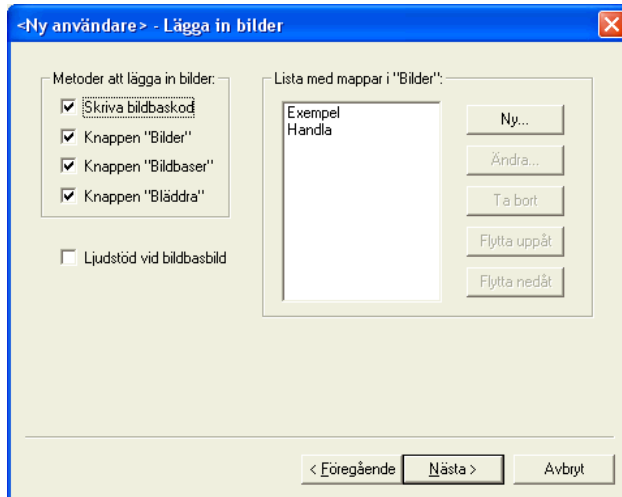 <Ny användare> - Lägga in bilder
Metoder att lägga in bilder:
Skriva bildbaskod
Knappen "Bilder"
Knappen "Bildbaser"
Knappen "Bläddra"
Ljudstöd vid bildbasbild
Lista med mappar i "Bilder":
Exempel
Handla
Ny...
Ändra...
Ta bort
Flytta uppåt
Flytta nedåt
< Föregående
Nästa >
Avbryt